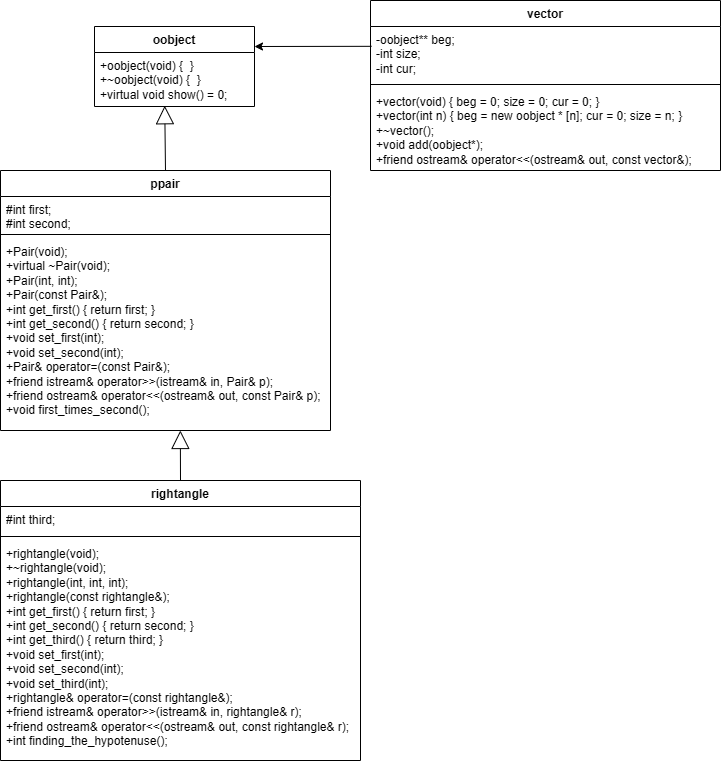 oobject
+oobject(void) {  }
+~oobject(void) {  }
+virtual void show() = 0;
vector
-oobject** beg;
-int size;
-int cur;
+vector(void) { beg = 0; size = 0; cur = 0; }
+vector(int n) { beg = new oobject * [n]; cur = 0; size = n; }
+~vector();
+void add(oobject*);
+friend ostream& operator<<(ostream& out, const vector&);
ppair
#int first;
#int second;
+Pair(void);
+virtual ~Pair(void);
+Pair(int, int);
+Pair(const Pair&);
+int get_first() { return first; }
+int get_second() { return second; }
+void set_first(int);
+void set_second(int);
+Pair& operator=(const Pair&);
+friend istream& operator>>(istream& in, Pair& p);
+friend ostream& operator<<(ostream& out, const Pair& p);
+void first_times_second();
rightangle
#int third;
+rightangle(void);
+~rightangle(void);
+rightangle(int, int, int);
+rightangle(const rightangle&);
+int get_first() { return first; }
+int get_second() { return second; }
+int get_third() { return third; }
+void set_first(int);
+void set_second(int);
+void set_third(int);
+rightangle& operator=(const rightangle&);
+friend istream& operator>>(istream& in, rightangle& r);
+friend ostream& operator<<(ostream& out, const rightangle& r);
+int finding_the_hypotenuse();